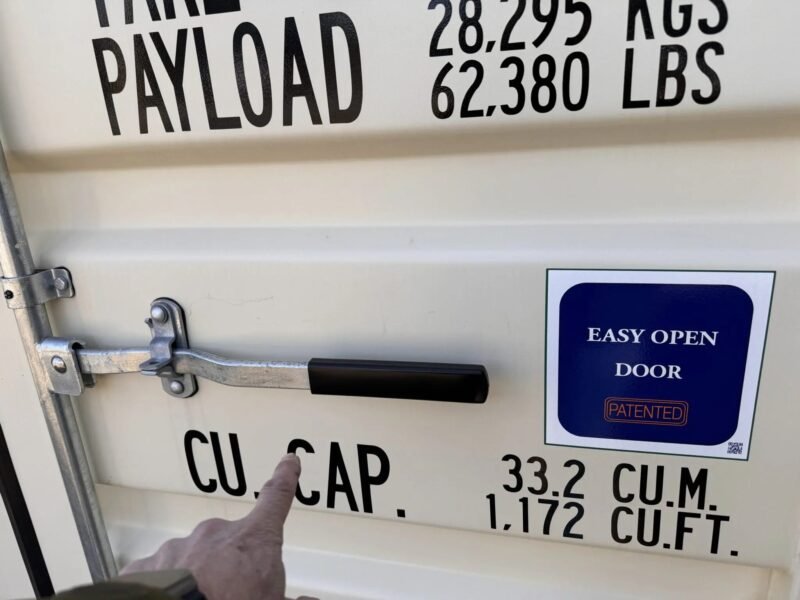 TARE
28,295 KGS
PAYLOAD 62,380 LBS
EASY OPEN
DOOR
PATENTED
CU. CAP. 33.2 CU.M.
1,172 CU.FT.